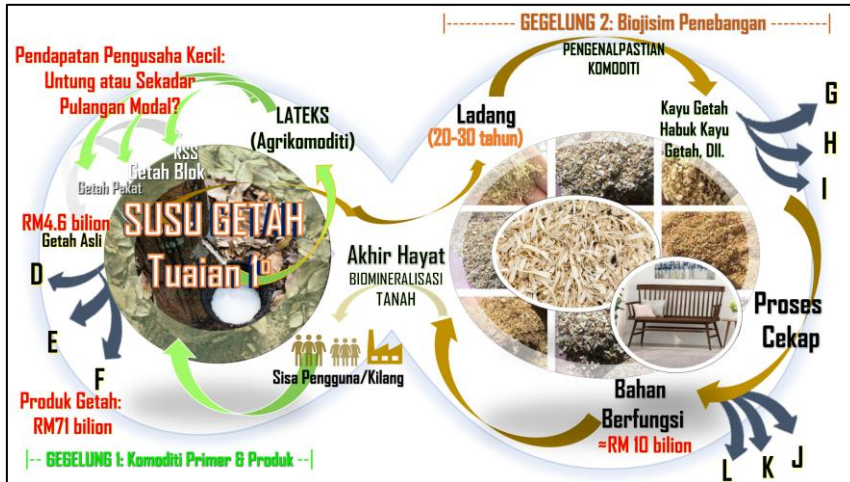 |---------- GEGELUNG 2: Biojisim Penebangan ----------|
Pendapatan Pengusaha Kecil:
Untung atau Sekadar
Pulangan Modal?
LATEKS
(Agrikomoditi)
RSS
Getah Blok
Getah Pekat
RM4.6 bilion
Getah Asli
SUSU GETAH
Tuaian 1º
D
E
F
Produk Getah:
RM71 bilion
|-- GEGELUNG 1: Komoditi Primer & Produk --|
PENGENALPASTIAN
KOMODITI
Ladang
(20-30 tahun)
Kayu Getah
Habuk Kayu
Getah, Dll.
G
H
I
Akhir Hayat
BIOMINERALISASI
TANAH
Sisa Pengguna/Kilang
Proses
Cekap
Bahan
Berfungsi
≈RM 10 bilion
J
K
L